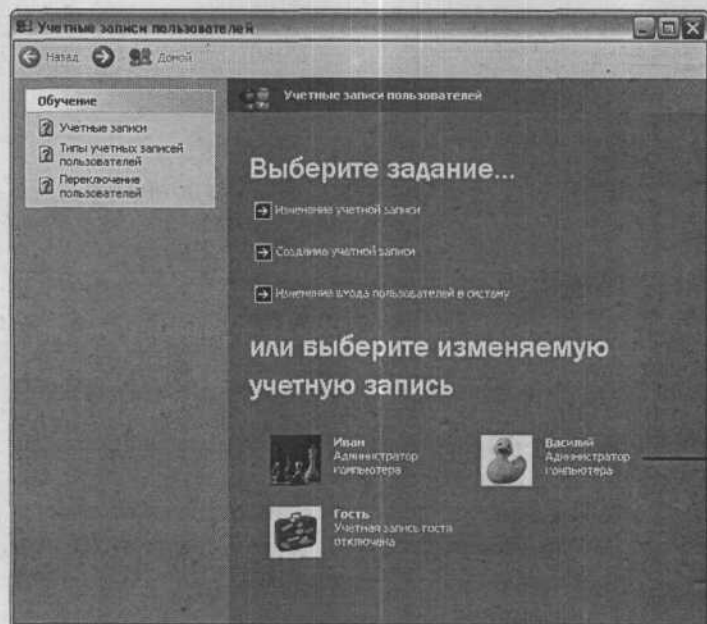 Учетные записи пользователей
Назад
Домой
Обучение
Учетные записи
Типы учетных записей
пользователей
Переключение
пользователей
Учетные записи пользователей
Выберите задание...
Изменение учетной записи
Создание учетной записи
Изменение входа пользователей в систему
или выберите изменяемую
учетную запись
Иван
Администратор
компьютера
Василий
Администратор
компьютера
Гость
Учетная запись гостя
отключена